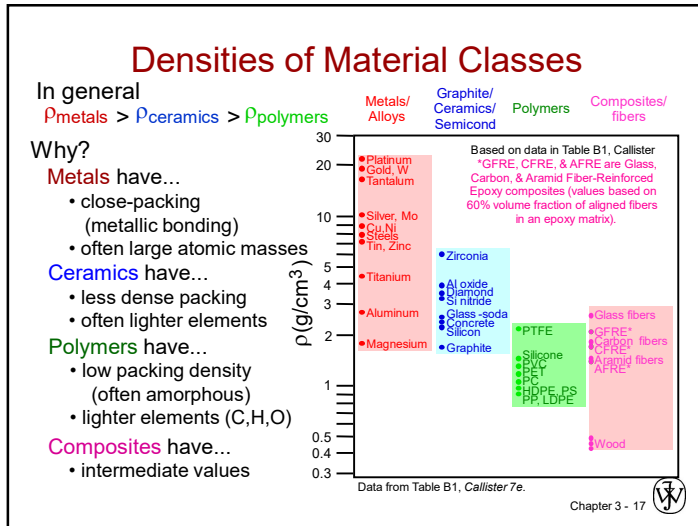 Densities of Material Classes
In general
ρmetals > ρceramics > ρpolymers
Why?
Metals have...
• close-packing
(metallic bonding)
• often large atomic masses
Ceramics have...
• less dense packing
• often lighter elements
Polymers have...
• low packing density
(often amorphous)
• lighter elements (C,H,O)
Composites have...
• intermediate values
Metals/
Alloys
Graphite/
Ceramics/
Semicond
Polymers
Composites/
fibers
ρ(g/cm3)
30
20
10
5
4
3
2
1
0.5
0.4
0.3
Platinum
Gold, W
Tantalum
Silver, Mo
Cu,Ni
Steels
Tin, Zinc
Titanium
Aluminum
Magnesium
Zirconia
Al oxide
Diamond
Si nitride
Glass -soda
Concrete
Silicon
Graphite
PTFE
Silicone
PVC
PET
PC
HDPE, PS
PP, LDPE
Based on data in Table B1, Callister
*GFRE, CFRE, & AFRE are Glass,
Carbon, & Aramid Fiber-Reinforced
Epoxy composites (values based on
60% volume fraction of aligned fibers
in an epoxy matrix).
Glass fibers
GFRE*
Carbon fibers
CFRE*
Aramid fibers
AFRE*
Wood
Data from Table B1, Callister 7e.
Chapter 3 - 17